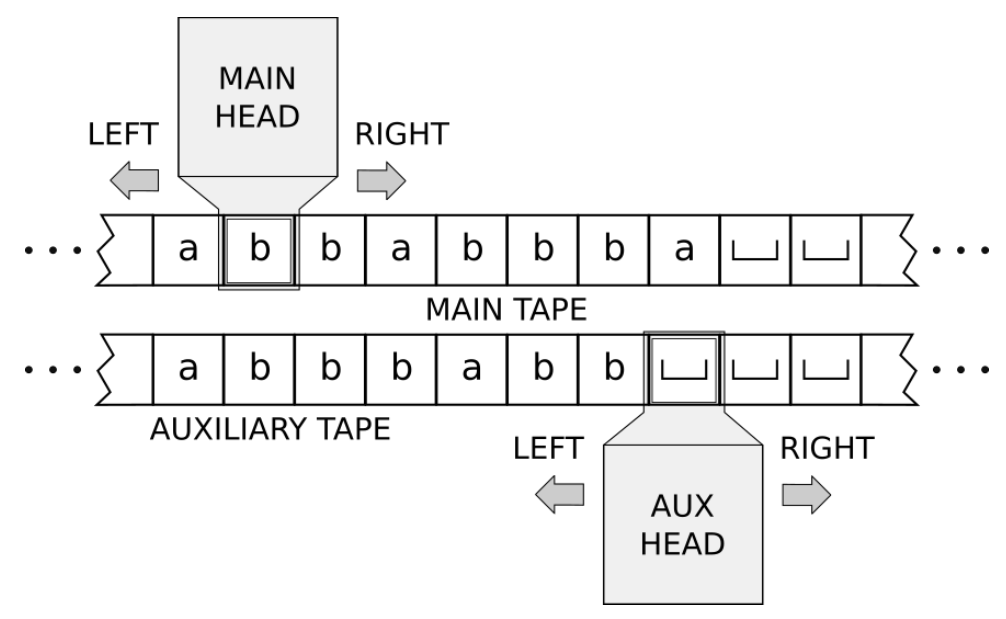 MAIN
HEAD
LEFT RIGHT
a b b a b b b a ␣ ␣
MAIN TAPE
a b b b a b b ␣ ␣ ␣
AUXILIARY TAPE
LEFT RIGHT
AUX
HEAD